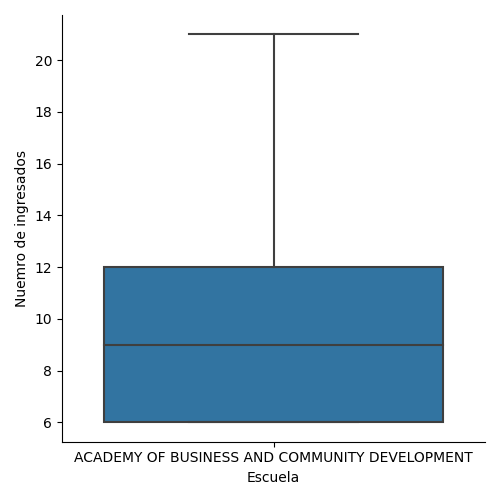 20
18
16
14
12
10
8
6
Nuemro de ingresados
ACADEMY OF BUSINESS AND COMMUNITY DEVELOPMENT
Escuela